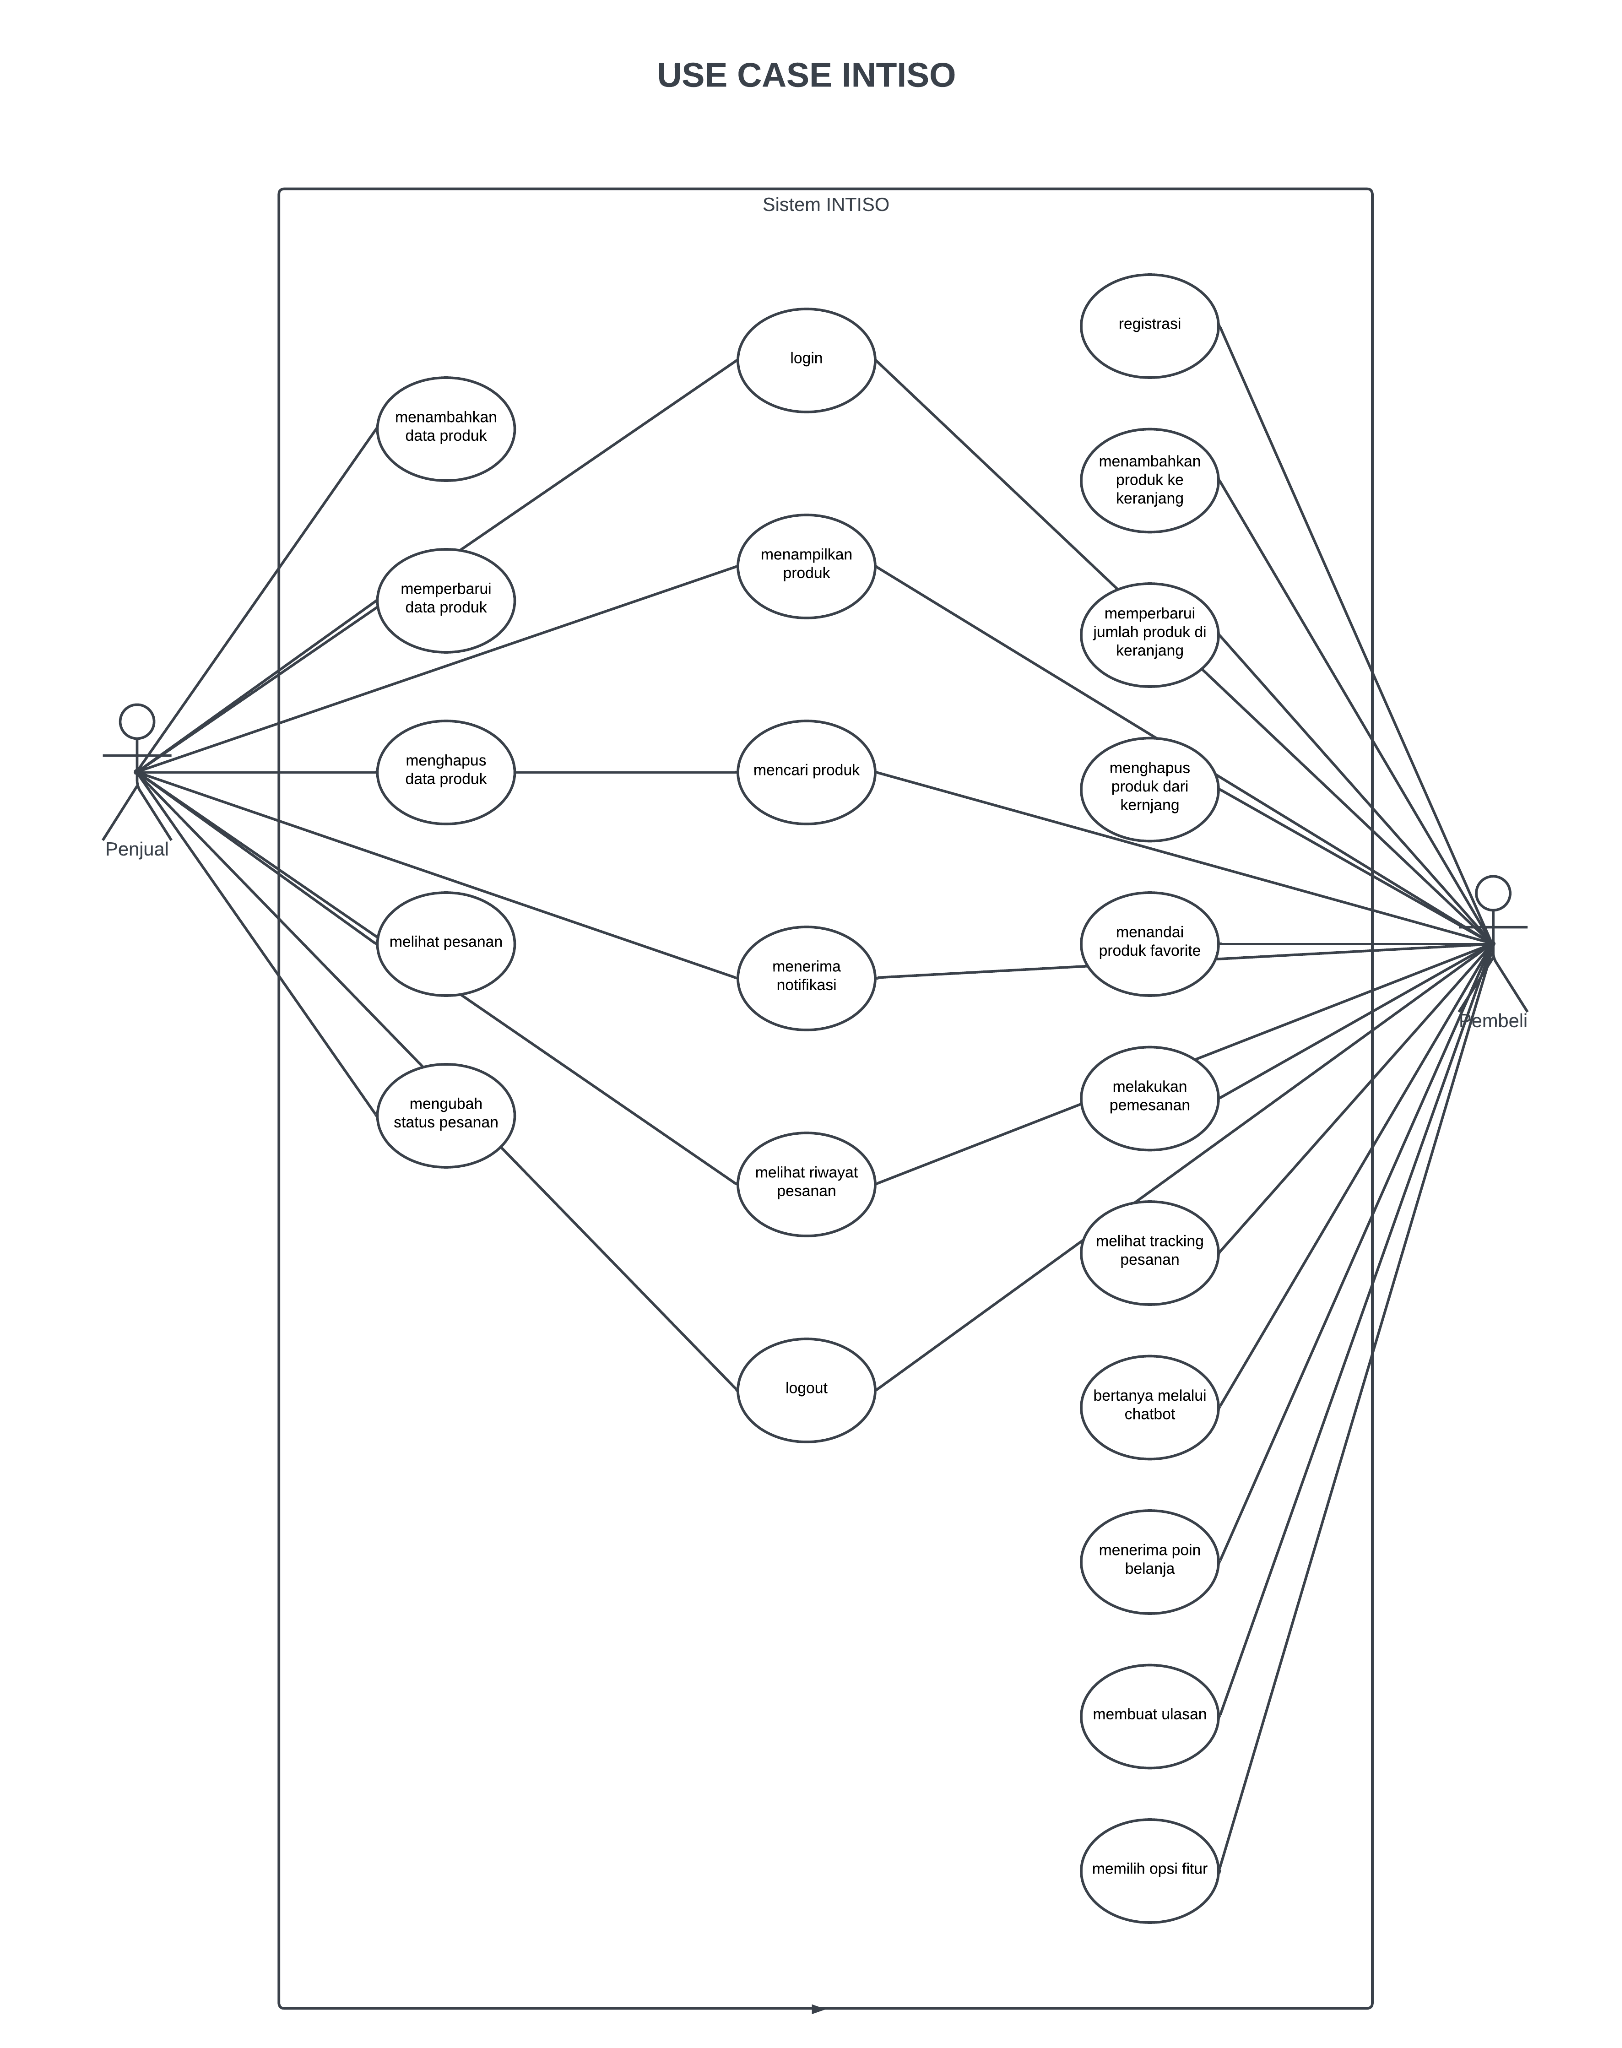 USE CASE INTISO
Sistem INTISO
registrasi
login
menambahkan
data produk
menambahkan
produk ke
keranjang
menampilkan
produk
memperbarui
data produk
memperbarui
jumlah produk di
keranjang
menghapus
data produk
mencari produk
menghapus
produk dari
kernjang
Penjual
melihat pesanan
menerima
notifikasi
menandai
produk favorite
Pembeli
mengubah
status pesanan
melakukan
pemesanan
melihat riwayat
pesanan
melihat tracking
pesanan
logout
bertanya melalui
chatbot
menerima poin
belanja
membuat ulasan
memilih opsi fitur